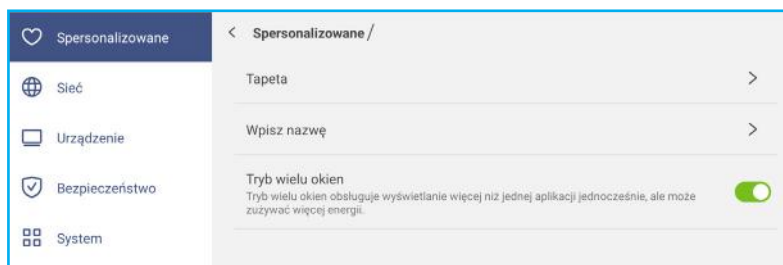 Spersonalizowane
Sieć
Urządzenie
Bezpieczeństwo
System
Spersonalizowane /
Tapeta
Wpisz nazwę
Tryb wielu okien
Tryb wielu okien obsługuje wyświetlanie więcej niż jednej aplikacji jednocześnie, ale może
zużywać więcej energii.